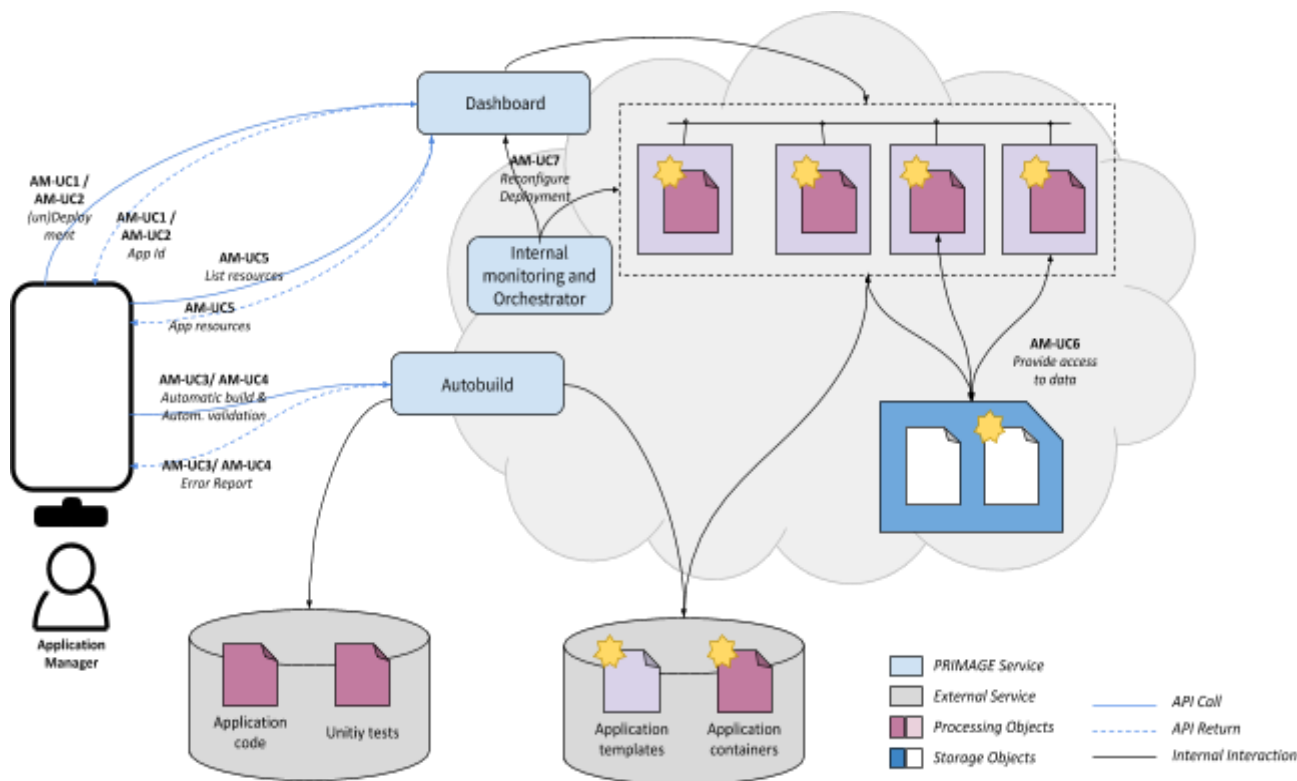 Dashboard
AM-UC7
Reconfigure
Deployment
AM-UC1 /
AM-UC2
(un)Deploy
ment
AM-UC1 /
AM-UC2
App Id
AM-UC5
List resources
Internal
monitoring and
Orchestrator
AM-UC5
App resources
AM-UC6
Provide access
to data
AM-UC3/ AM-UC4
Automatic build &
Autom. validation
Autobuild
AM-UC3/ AM-UC4
Error Report
Application
Manager
Application
code
Unitiy tests
Application
templates
Application
containers
PRIMAGE Service
External Service
Processing Objects
Storage Objects
API Call
API Return
Internal Interaction